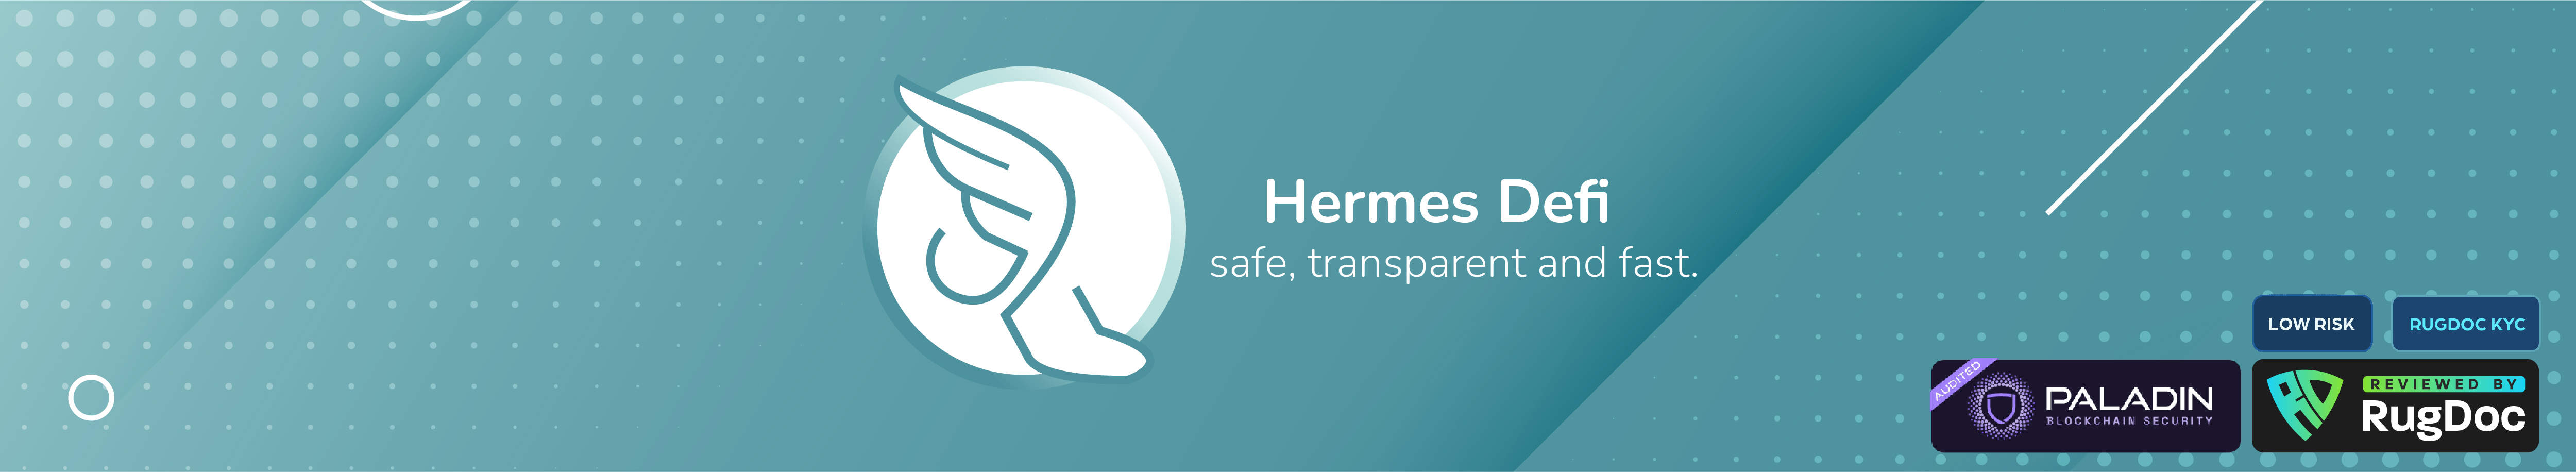 Hermes Defi
safe, transparent and fast.
LOW RISK
RUGDOC KYC
AUDITED
PALADIN
BLOCKCHAIN SECURITY
REVIEWED BY
RugDoc